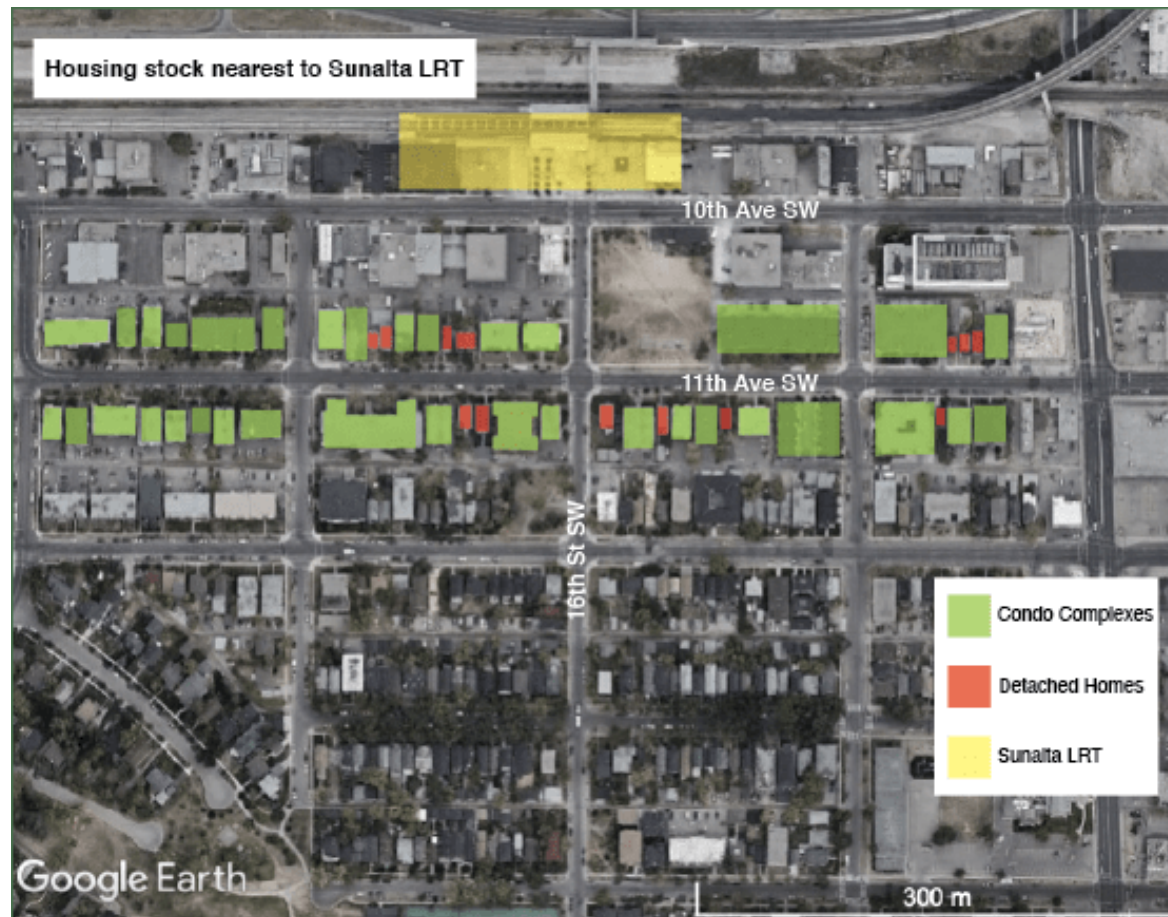 Housing stock nearest to Sunalta LRT
10th Ave SW
11th Ave SW
16th St SW
Condo Complexes
Detached Homes
Sunalta LRT
Google Earth
300 m